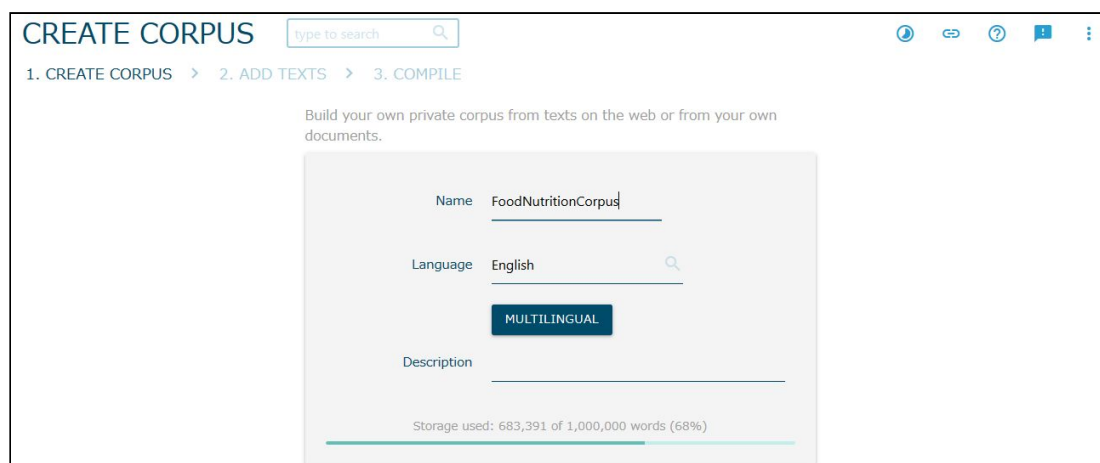 CREATE CORPUS
type to search
1. CREATE CORPUS > 2. ADD TEXTS > 3. COMPILE
Build your own private corpus from texts on the web or from your own
documents.
Name FoodNutritionCorpus
Language English
MULTILINGUAL
Description
Storage used: 683,391 of 1,000,000 words (68%)